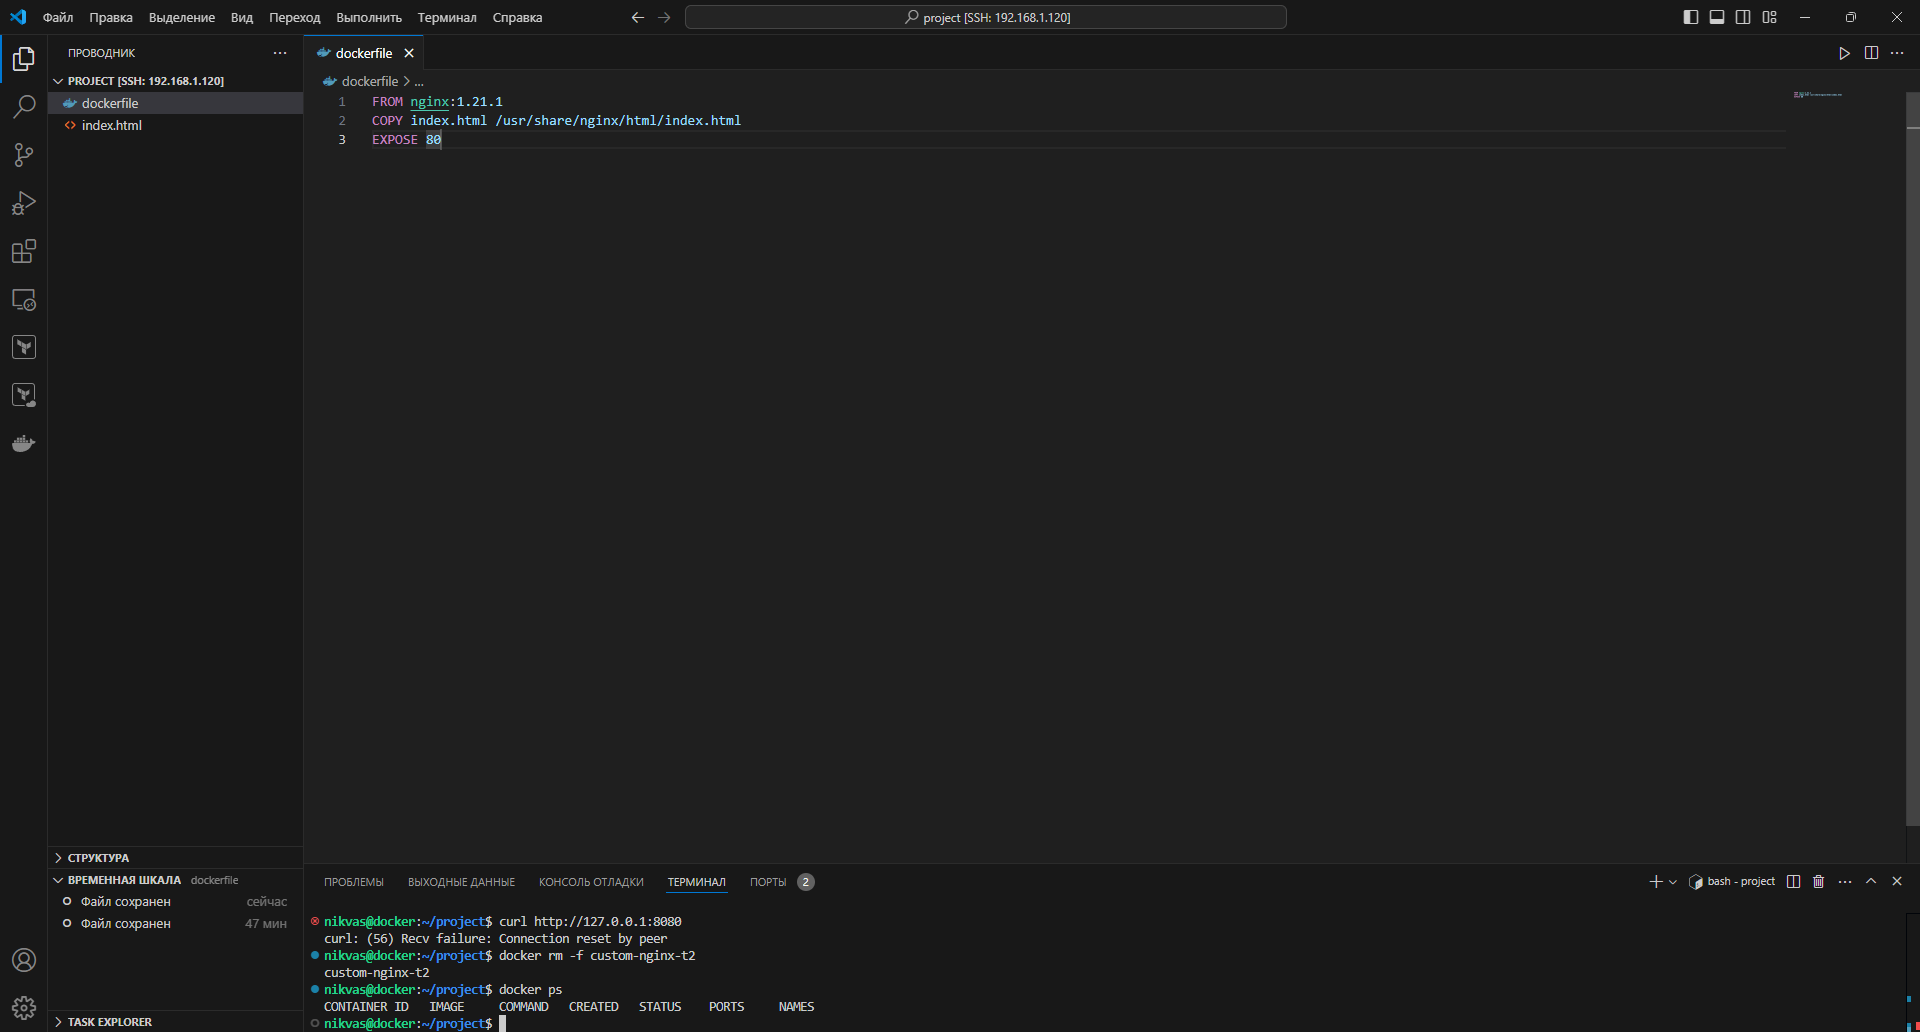 Файл Правка Выделение Вид Переход Выполнить Терминал Справка
project [SSH: 192.168.1.120]
ПРОВОДНИК
PROJECT [SSH: 192.168.1.120]
dockerfile
index.html
dockerfile
dockerfile > ...
1 FROM nginx:1.21.1
2 COPY index.html /usr/share/nginx/html/index.html
3 EXPOSE 80
СТРУКТУРА
ВРЕМЕННАЯ ШКАЛА dockerfile
Файл сохранен сейчас
Файл сохранен 47 мин
TASK EXPLORER
ПРОБЛЕМЫ ВЫХОДНЫЕ ДАННЫЕ КОНСОЛЬ ОТЛАДКИ ТЕРМИНАЛ ПОРТЫ 2
bash - project
nikvas@docker:~/project$ curl http://127.0.0.1:8080
curl: (56) Recv failure: Connection reset by peer
nikvas@docker:~/project$ docker rm -f custom-nginx-t2
custom-nginx-t2
nikvas@docker:~/project$ docker ps
CONTAINER ID IMAGE COMMAND CREATED STATUS PORTS NAMES
nikvas@docker:~/project$